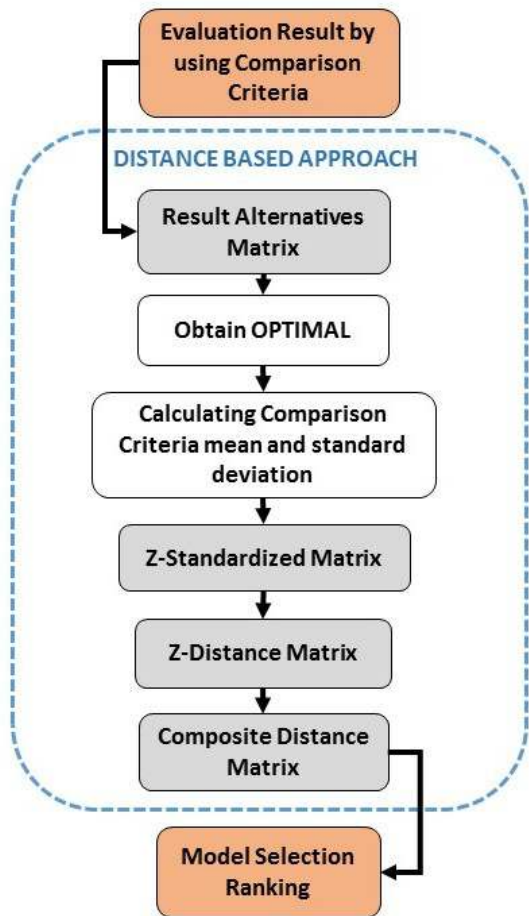 Evaluation Result by
using Comparison
Criteria
DISTANCE BASED APPROACH
Result Alternatives
Matrix
Obtain OPTIMAL
Calculating Comparison
Criteria mean and standard
deviation
Z-Standardized Matrix
Z-Distance Matrix
Composite Distance
Matrix
Model Selection
Ranking